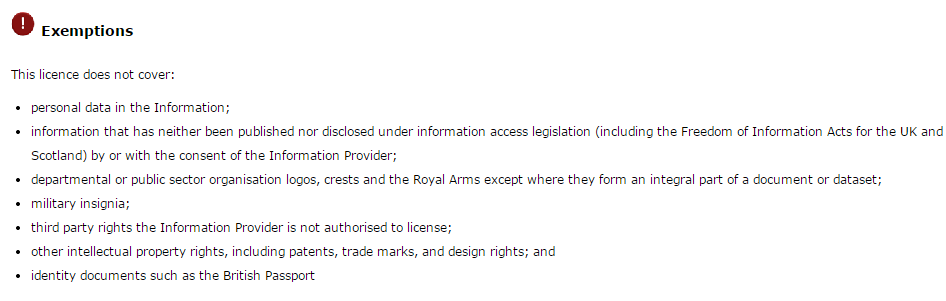 Exemptions
This licence does not cover:
• personal data in the Information;
• information that has neither been published nor disclosed under information access legislation (including the Freedom of Information Acts for the UK and
Scotland) by or with the consent of the Information Provider;
• departmental or public sector organisation logos, crests and the Royal Arms except where they form an integral part of a document or dataset;
• military insignia;
• third party rights the Information Provider is not authorised to license;
• other intellectual property rights, including patents, trade marks, and design rights; and
• identity documents such as the British Passport